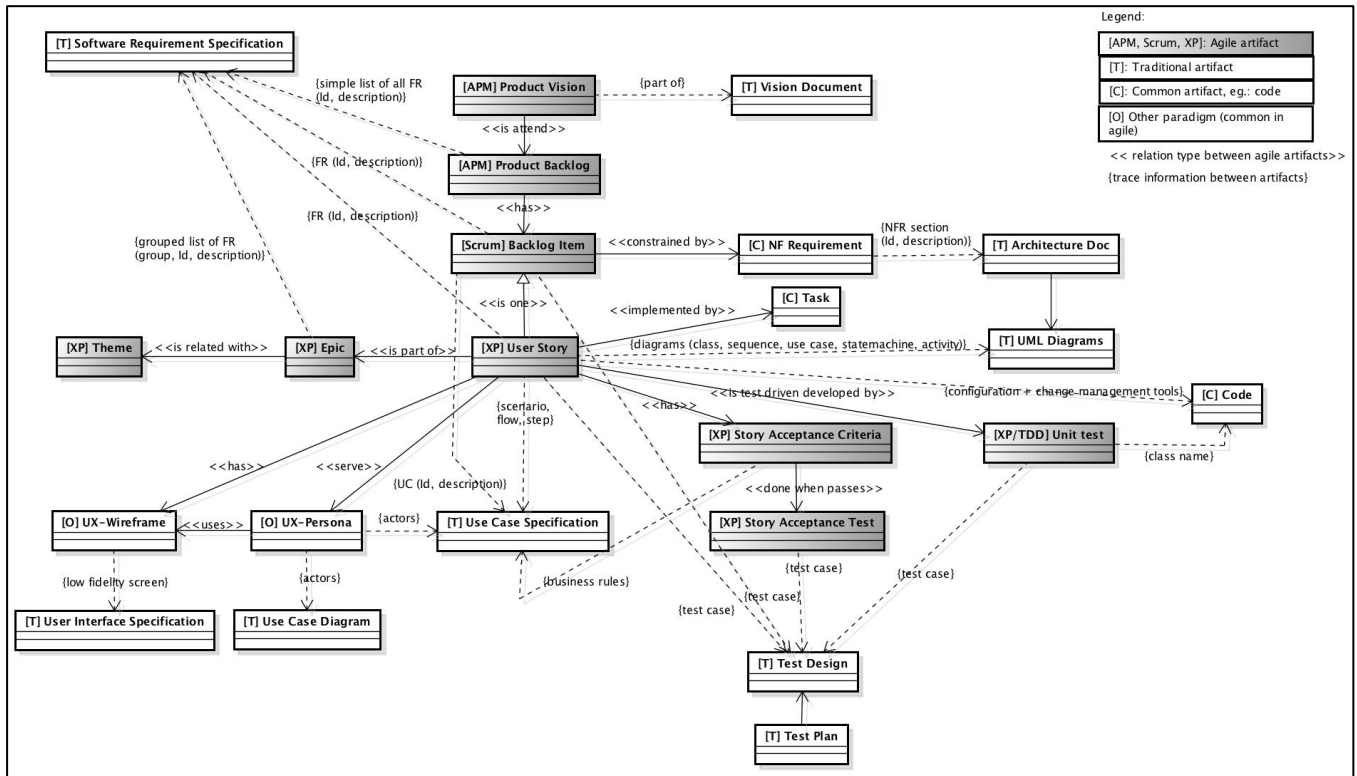 Legend:
[APM, Scrum, XP]: Agile artifact
[T]: Traditional artifact
[C]: Common artifact, eg.: code
[O] Other paradigm (common in
agile)
<< relation type between agile artifacts>>
{trace information between artifacts}
[T] Software Requirement Specification
{simple list of all FR
(Id, description)}
[APM] Product Vision
{part of}
[T] Vision Document
<<is attend>>
{FR (Id, description)}
[APM] Product Backlog
<<has>>
{FR (Id, description)}
{grouped list of FR
(group, Id, description}
[Scrum] Backlog Item
<<constrained by>>
[C] NF Requirement
{NFR section
(Id, description)}
[T] Architecture Doc
<<is one>>
<<implemented by>>
[C] Task
[XP] Theme
<<is related with>>
[XP] Epic
<<is part of>
[XP] User Story
{diagrams (class, sequence, use case, statemachine, activity)}
[T] UML Diagrams
{scenario,
flow, step}
<<has>>
<<is test driven developed by>>
{configuration + change-management tools}
[C] Code
[XP] Story Acceptance Criteria
[XP/TDD] Unit test
{class name}
<<has>>
<<serve>>
{UC (Id, description)}
<<done when passes>>
[O] UX-Wireframe
<<uses>>
[O] UX-Persona
{actors}
[T] Use Case Specification
[XP] Story Acceptance Test
{low fidelity screen}
{actors}
{business rules}
{test case}
{test case}
{test case}
{test case}
[T] User Interface Specification
[T] Use Case Diagram
[T] Test Design
[T] Test Plan